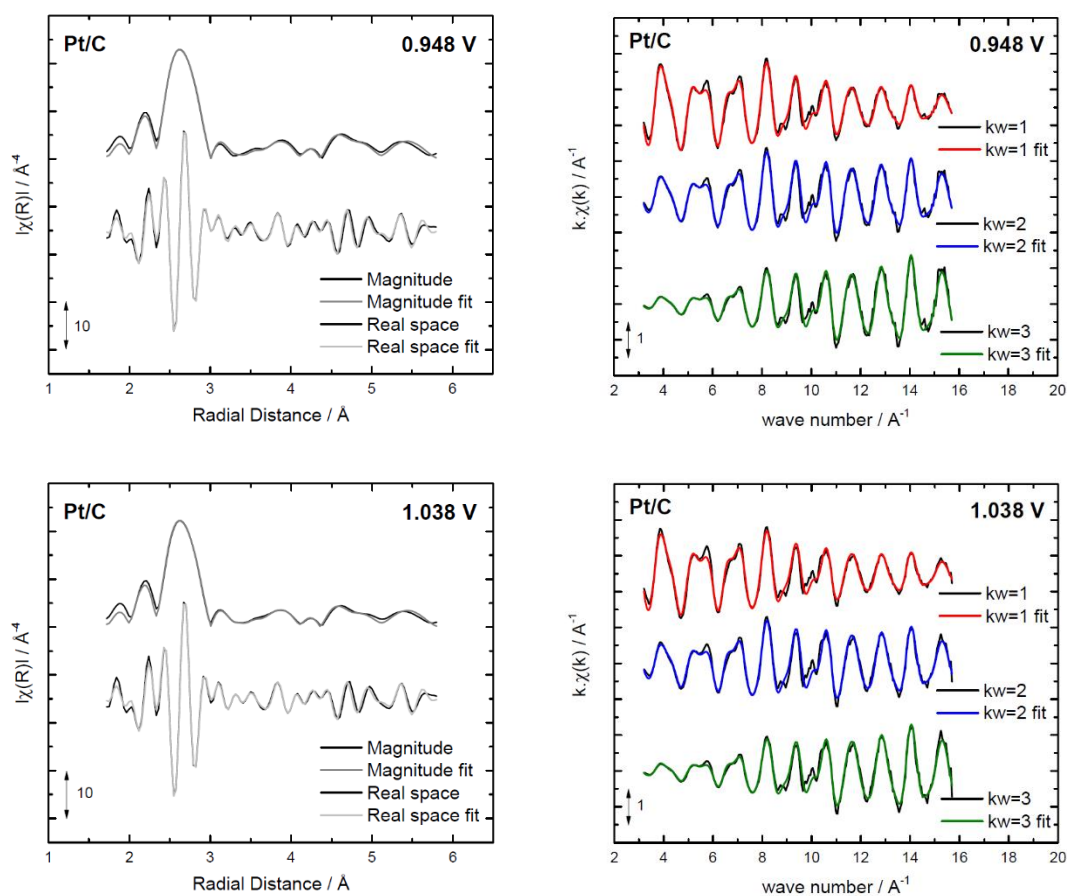 Pt/C 0.948 V
|χ(R)| / Å⁻⁴
10
Magnitude
Magnitude fit
Real space
Real space fit
1 2 3 4 5 6
Radial Distance / Å
Pt/C 0.948 V
k.χ(k) / A⁻¹
kw=1
kw=1 fit
kw=2
kw=2 fit
kw=3
kw=3 fit
1
2 4 6 8 10 12 14 16 18 20
wave number / A⁻¹
Pt/C 1.038 V
|χ(R)| / Å⁻⁴
10
Magnitude
Magnitude fit
Real space
Real space fit
1 2 3 4 5 6
Radial Distance / Å
Pt/C 1.038 V
k.χ(k) / A⁻¹
kw=1
kw=1 fit
kw=2
kw=2 fit
kw=3
kw=3 fit
1
2 4 6 8 10 12 14 16 18 20
wave number / A⁻¹